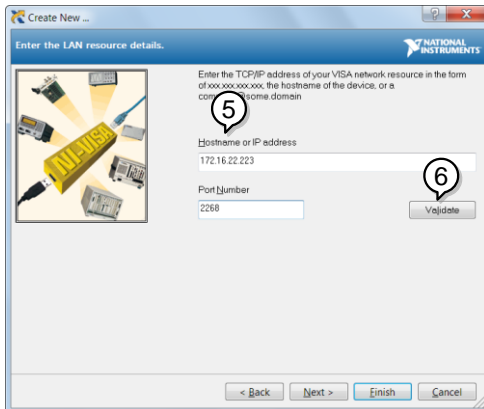 Create New ...
Enter the LAN resource details.
NATIONAL
INSTRUMENTS
Enter the TCP/IP address of your VISA network resource in the form
of xxx.xxx.xxx.xxx, the hostname of the device, or a
some.domain
5
Hostname or IP address
172.16.22.223
6
Port Number
2268
Validate
NI-VISA
< Back
Next >
Finish
Cancel